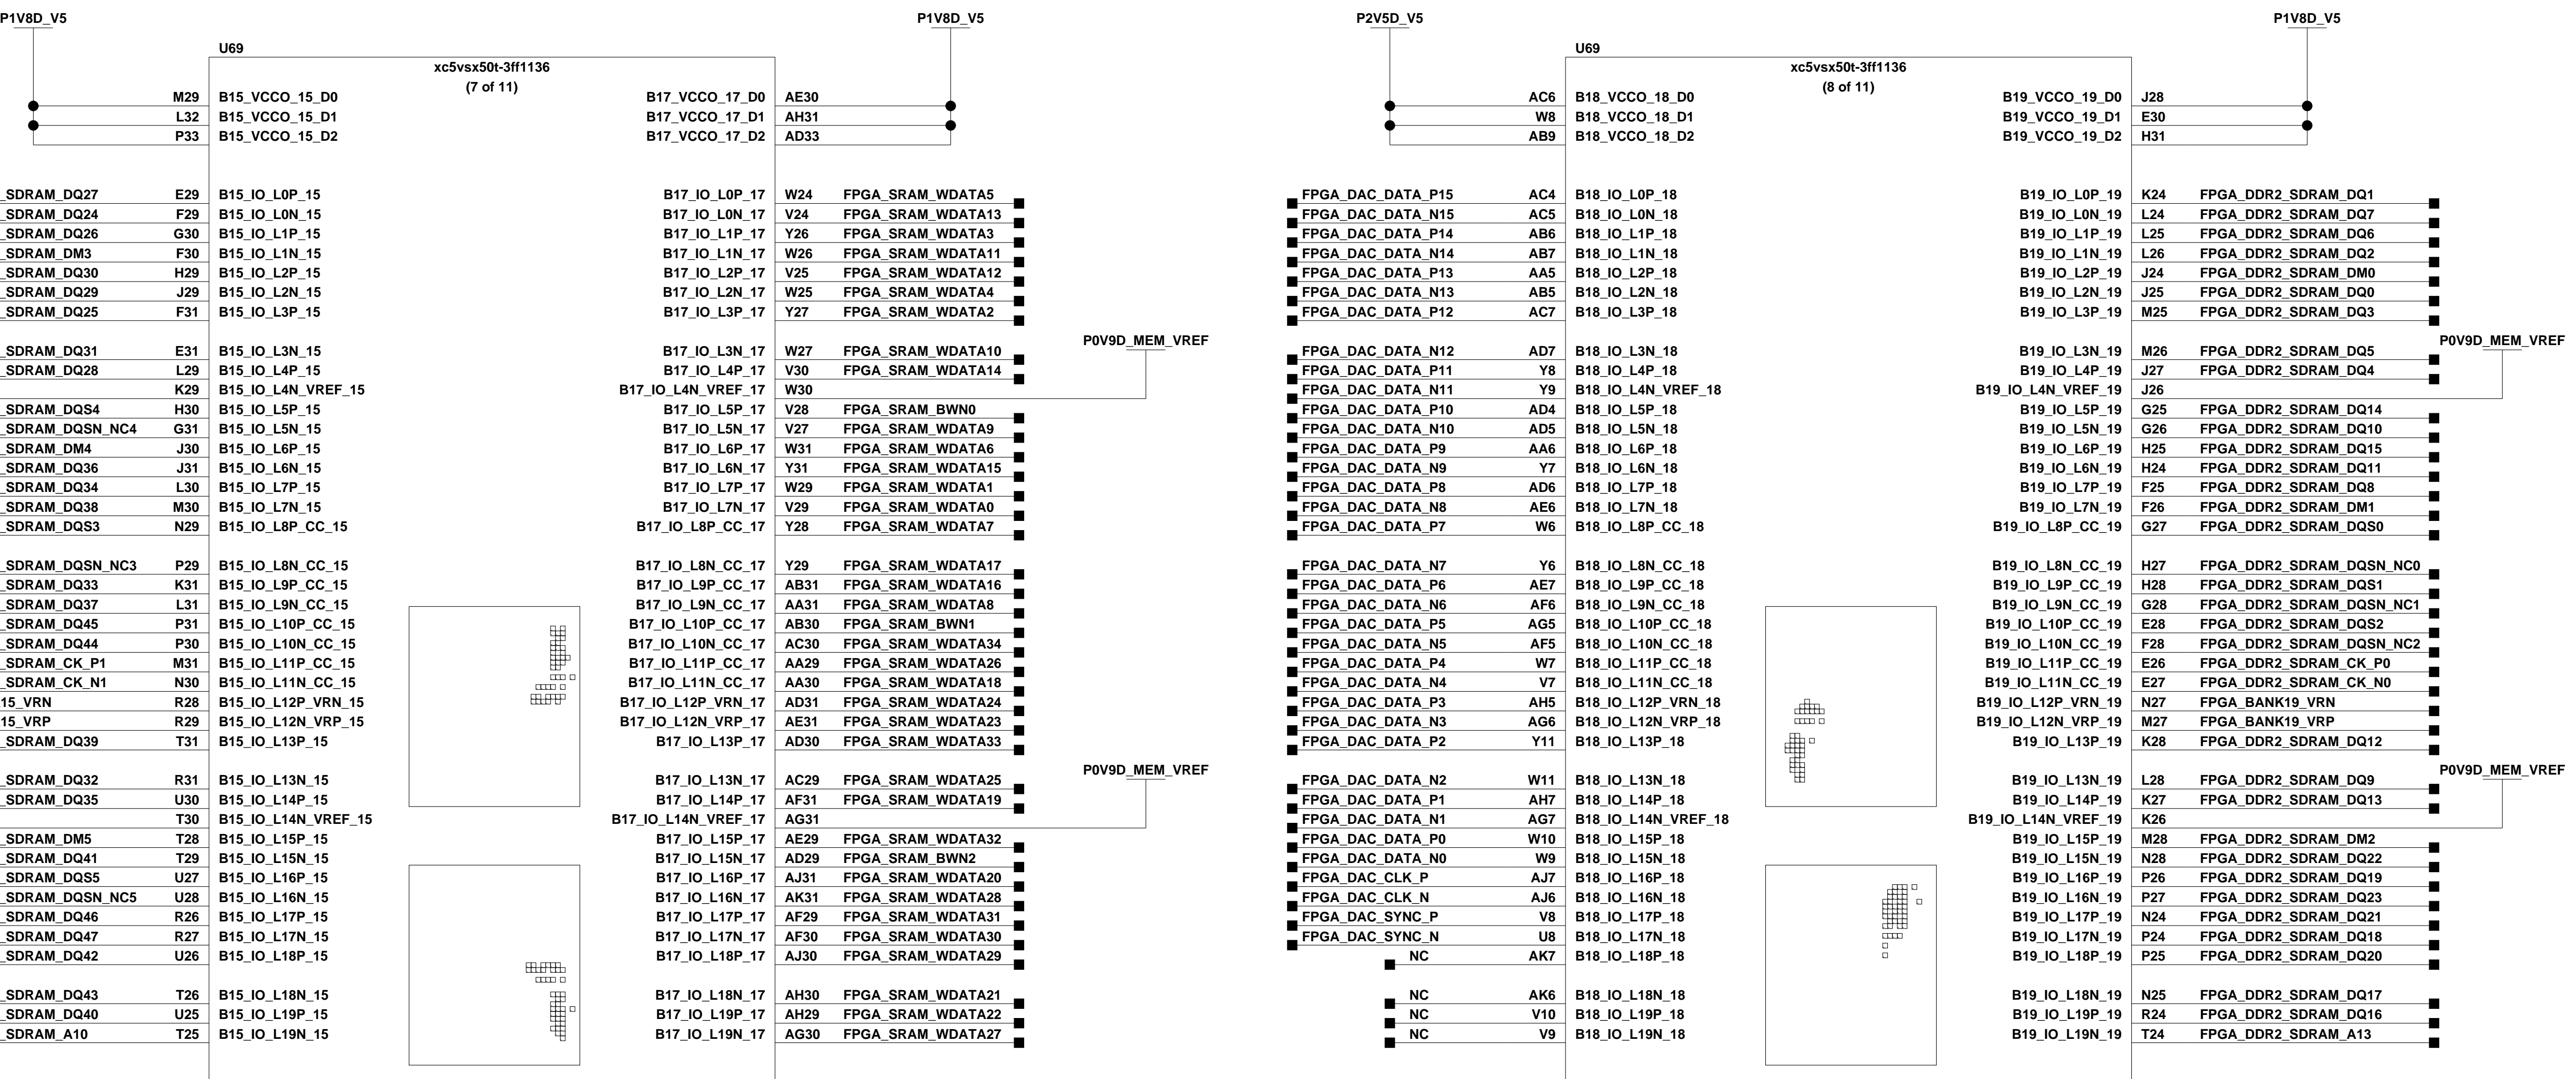 P1V8D_V5 P1V8D_V5 P2V5D_V5 P1V8D_V5
U69 U69
xc5vsx50t-3ff1136 xc5vsx50t-3ff1136
(7 of 11) (8 of 11)
M29 B15_VCCO_15_D0 B17_VCCO_17_D0 AE30 AC6 B18_VCCO_18_D0 B19_VCCO_19_D0 J28
L32 B15_VCCO_15_D1 B17_VCCO_17_D1 AH31 W8 B18_VCCO_18_D1 B19_VCCO_19_D1 E30
P33 B15_VCCO_15_D2 B17_VCCO_17_D2 AD33 AB9 B18_VCCO_18_D2 B19_VCCO_19_D2 H31
_SDRAM_DQ27 E29 B15_IO_L0P_15 B17_IO_L0P_17 W24 FPGA_SRAM_WDATA5 FPGA_DAC_DATA_P15 AC4 B18_IO_L0P_18 B19_IO_L0P_19 K24 FPGA_DDR2_SDRAM_DQ1
_SDRAM_DQ24 F29 B15_IO_L0N_15 B17_IO_L0N_17 V24 FPGA_SRAM_WDATA13 FPGA_DAC_DATA_N15 AC5 B18_IO_L0N_18 B19_IO_L0N_19 L24 FPGA_DDR2_SDRAM_DQ7
_SDRAM_DQ26 G30 B15_IO_L1P_15 B17_IO_L1P_17 Y26 FPGA_SRAM_WDATA3 FPGA_DAC_DATA_P14 AB6 B18_IO_L1P_18 B19_IO_L1P_19 L25 FPGA_DDR2_SDRAM_DQ6
_SDRAM_DM3 F30 B15_IO_L1N_15 B17_IO_L1N_17 W26 FPGA_SRAM_WDATA11 FPGA_DAC_DATA_N14 AB7 B18_IO_L1N_18 B19_IO_L1N_19 L26 FPGA_DDR2_SDRAM_DQ2
_SDRAM_DQ30 H29 B15_IO_L2P_15 B17_IO_L2P_17 V25 FPGA_SRAM_WDATA12 FPGA_DAC_DATA_P13 AA5 B18_IO_L2P_18 B19_IO_L2P_19 J24 FPGA_DDR2_SDRAM_DM0
_SDRAM_DQ29 J29 B15_IO_L2N_15 B17_IO_L2N_17 W25 FPGA_SRAM_WDATA4 FPGA_DAC_DATA_N13 AB5 B18_IO_L2N_18 B19_IO_L2N_19 J25 FPGA_DDR2_SDRAM_DQ0
_SDRAM_DQ25 F31 B15_IO_L3P_15 B17_IO_L3P_17 Y27 FPGA_SRAM_WDATA2 FPGA_DAC_DATA_P12 AC7 B18_IO_L3P_18 B19_IO_L3P_19 M25 FPGA_DDR2_SDRAM_DQ3
P0V9D_MEM_VREF P0V9D_MEM_VREF
_SDRAM_DQ31 E31 B15_IO_L3N_15 B17_IO_L3N_17 W27 FPGA_SRAM_WDATA10 FPGA_DAC_DATA_N12 AD7 B18_IO_L3N_18 B19_IO_L3N_19 M26 FPGA_DDR2_SDRAM_DQ5
_SDRAM_DQ28 L29 B15_IO_L4P_15 B17_IO_L4P_17 V30 FPGA_SRAM_WDATA14 FPGA_DAC_DATA_P11 Y8 B18_IO_L4P_18 B19_IO_L4P_19 J27 FPGA_DDR2_SDRAM_DQ4
K29 B15_IO_L4N_VREF_15 B17_IO_L4N_VREF_17 W30 FPGA_DAC_DATA_N11 Y9 B18_IO_L4N_VREF_18 B19_IO_L4N_VREF_19 J26
_SDRAM_DQS4 H30 B15_IO_L5P_15 B17_IO_L5P_17 V28 FPGA_SRAM_BWN0 FPGA_DAC_DATA_P10 AD4 B18_IO_L5P_18 B19_IO_L5P_19 G25 FPGA_DDR2_SDRAM_DQ14
_SDRAM_DQSN_NC4 G31 B15_IO_L5N_15 B17_IO_L5N_17 V27 FPGA_SRAM_WDATA9 FPGA_DAC_DATA_N10 AD5 B18_IO_L5N_18 B19_IO_L5N_19 G26 FPGA_DDR2_SDRAM_DQ10
_SDRAM_DM4 J30 B15_IO_L6P_15 B17_IO_L6P_17 W31 FPGA_SRAM_WDATA6 FPGA_DAC_DATA_P9 AA6 B18_IO_L6P_18 B19_IO_L6P_19 H25 FPGA_DDR2_SDRAM_DQ15
_SDRAM_DQ36 J31 B15_IO_L6N_15 B17_IO_L6N_17 Y31 FPGA_SRAM_WDATA15 FPGA_DAC_DATA_N9 Y7 B18_IO_L6N_18 B19_IO_L6N_19 H24 FPGA_DDR2_SDRAM_DQ11
_SDRAM_DQ34 L30 B15_IO_L7P_15 B17_IO_L7P_17 W29 FPGA_SRAM_WDATA1 FPGA_DAC_DATA_P8 AD6 B18_IO_L7P_18 B19_IO_L7P_19 F25 FPGA_DDR2_SDRAM_DQ8
_SDRAM_DQ38 M30 B15_IO_L7N_15 B17_IO_L7N_17 V29 FPGA_SRAM_WDATA0 FPGA_DAC_DATA_N8 AE6 B18_IO_L7N_18 B19_IO_L7N_19 F26 FPGA_DDR2_SDRAM_DM1
_SDRAM_DQS3 N29 B15_IO_L8P_CC_15 B17_IO_L8P_CC_17 Y28 FPGA_SRAM_WDATA7 FPGA_DAC_DATA_P7 W6 B18_IO_L8P_CC_18 B19_IO_L8P_CC_19 G27 FPGA_DDR2_SDRAM_DQS0
_SDRAM_DQSN_NC3 P29 B15_IO_L8N_CC_15 B17_IO_L8N_CC_17 Y29 FPGA_SRAM_WDATA17 FPGA_DAC_DATA_N7 Y6 B18_IO_L8N_CC_18 B19_IO_L8N_CC_19 H27 FPGA_DDR2_SDRAM_DQSN_NC0
_SDRAM_DQ33 K31 B15_IO_L9P_CC_15 B17_IO_L9P_CC_17 AB31 FPGA_SRAM_WDATA16 FPGA_DAC_DATA_P6 AE7 B18_IO_L9P_CC_18 B19_IO_L9P_CC_19 H28 FPGA_DDR2_SDRAM_DQS1
_SDRAM_DQ37 L31 B15_IO_L9N_CC_15 B17_IO_L9N_CC_17 AA31 FPGA_SRAM_WDATA8 FPGA_DAC_DATA_N6 AF6 B18_IO_L9N_CC_18 B19_IO_L9N_CC_19 G28 FPGA_DDR2_SDRAM_DQSN_NC1
_SDRAM_DQ45 P31 B15_IO_L10P_CC_15 B17_IO_L10P_CC_17 AB30 FPGA_SRAM_BWN1 FPGA_DAC_DATA_P5 AG5 B18_IO_L10P_CC_18 B19_IO_L10P_CC_19 E28 FPGA_DDR2_SDRAM_DQS2
_SDRAM_DQ44 P30 B15_IO_L10N_CC_15 B17_IO_L10N_CC_17 AC30 FPGA_SRAM_WDATA34 FPGA_DAC_DATA_N5 AF5 B18_IO_L10N_CC_18 B19_IO_L10N_CC_19 F28 FPGA_DDR2_SDRAM_DQSN_NC2
_SDRAM_CK_P1 M31 B15_IO_L11P_CC_15 B17_IO_L11P_CC_17 AA29 FPGA_SRAM_WDATA26 FPGA_DAC_DATA_P4 W7 B18_IO_L11P_CC_18 B19_IO_L11P_CC_19 E26 FPGA_DDR2_SDRAM_CK_P0
_SDRAM_CK_N1 N30 B15_IO_L11N_CC_15 B17_IO_L11N_CC_17 AA30 FPGA_SRAM_WDATA18 FPGA_DAC_DATA_N4 V7 B18_IO_L11N_CC_18 B19_IO_L11N_CC_19 E27 FPGA_DDR2_SDRAM_CK_N0
15_VRN R28 B15_IO_L12P_VRN_15 B17_IO_L12P_VRN_17 AD31 FPGA_SRAM_WDATA24 FPGA_DAC_DATA_P3 AH5 B18_IO_L12P_VRN_18 B19_IO_L12P_VRN_19 N27 FPGA_BANK19_VRN
15_VRP R29 B15_IO_L12N_VRP_15 B17_IO_L12N_VRP_17 AE31 FPGA_SRAM_WDATA23 FPGA_DAC_DATA_N3 AG6 B18_IO_L12N_VRP_18 B19_IO_L12N_VRP_19 M27 FPGA_BANK19_VRP
_SDRAM_DQ39 T31 B15_IO_L13P_15 B17_IO_L13P_17 AD30 FPGA_SRAM_WDATA33 FPGA_DAC_DATA_P2 Y11 B18_IO_L13P_18 B19_IO_L13P_19 K28 FPGA_DDR2_SDRAM_DQ12
P0V9D_MEM_VREF P0V9D_MEM_VREF
_SDRAM_DQ32 R31 B15_IO_L13N_15 B17_IO_L13N_17 AC29 FPGA_SRAM_WDATA25 FPGA_DAC_DATA_N2 W11 B18_IO_L13N_18 B19_IO_L13N_19 L28 FPGA_DDR2_SDRAM_DQ9
_SDRAM_DQ35 U30 B15_IO_L14P_15 B17_IO_L14P_17 AF31 FPGA_SRAM_WDATA19 FPGA_DAC_DATA_P1 AH7 B18_IO_L14P_18 B19_IO_L14P_19 K27 FPGA_DDR2_SDRAM_DQ13
T30 B15_IO_L14N_VREF_15 B17_IO_L14N_VREF_17 AG31 FPGA_DAC_DATA_N1 AG7 B18_IO_L14N_VREF_18 B19_IO_L14N_VREF_19 K26
_SDRAM_DM5 T28 B15_IO_L15P_15 B17_IO_L15P_17 AE29 FPGA_SRAM_WDATA32 FPGA_DAC_DATA_P0 W10 B18_IO_L15P_18 B19_IO_L15P_19 M28 FPGA_DDR2_SDRAM_DM2
_SDRAM_DQ41 T29 B15_IO_L15N_15 B17_IO_L15N_17 AD29 FPGA_SRAM_BWN2 FPGA_DAC_DATA_N0 W9 B18_IO_L15N_18 B19_IO_L15N_19 N28 FPGA_DDR2_SDRAM_DQ22
_SDRAM_DQS5 U27 B15_IO_L16P_15 B17_IO_L16P_17 AJ31 FPGA_SRAM_WDATA20 FPGA_DAC_CLK_P AJ7 B18_IO_L16P_18 B19_IO_L16P_19 P26 FPGA_DDR2_SDRAM_DQ19
_SDRAM_DQSN_NC5 U28 B15_IO_L16N_15 B17_IO_L16N_17 AK31 FPGA_SRAM_WDATA28 FPGA_DAC_CLK_N AJ6 B18_IO_L16N_18 B19_IO_L16N_19 P27 FPGA_DDR2_SDRAM_DQ23
_SDRAM_DQ46 R26 B15_IO_L17P_15 B17_IO_L17P_17 AF29 FPGA_SRAM_WDATA31 FPGA_DAC_SYNC_P V8 B18_IO_L17P_18 B19_IO_L17P_19 N24 FPGA_DDR2_SDRAM_DQ21
_SDRAM_DQ47 R27 B15_IO_L17N_15 B17_IO_L17N_17 AF30 FPGA_SRAM_WDATA30 FPGA_DAC_SYNC_N U8 B18_IO_L17N_18 B19_IO_L17N_19 P24 FPGA_DDR2_SDRAM_DQ18
_SDRAM_DQ42 U26 B15_IO_L18P_15 B17_IO_L18P_17 AJ30 FPGA_SRAM_WDATA29 NC AK7 B18_IO_L18P_18 B19_IO_L18P_19 P25 FPGA_DDR2_SDRAM_DQ20
_SDRAM_DQ43 T26 B15_IO_L18N_15 B17_IO_L18N_17 AH30 FPGA_SRAM_WDATA21 NC AK6 B18_IO_L18N_18 B19_IO_L18N_19 N25 FPGA_DDR2_SDRAM_DQ17
_SDRAM_DQ40 U25 B15_IO_L19P_15 B17_IO_L19P_17 AH29 FPGA_SRAM_WDATA22 NC V10 B18_IO_L19P_18 B19_IO_L19P_19 R24 FPGA_DDR2_SDRAM_DQ16
_SDRAM_A10 T25 B15_IO_L19N_15 B17_IO_L19N_17 AG30 FPGA_SRAM_WDATA27 NC V9 B18_IO_L19N_18 B19_IO_L19N_19 T24 FPGA_DDR2_SDRAM_A13